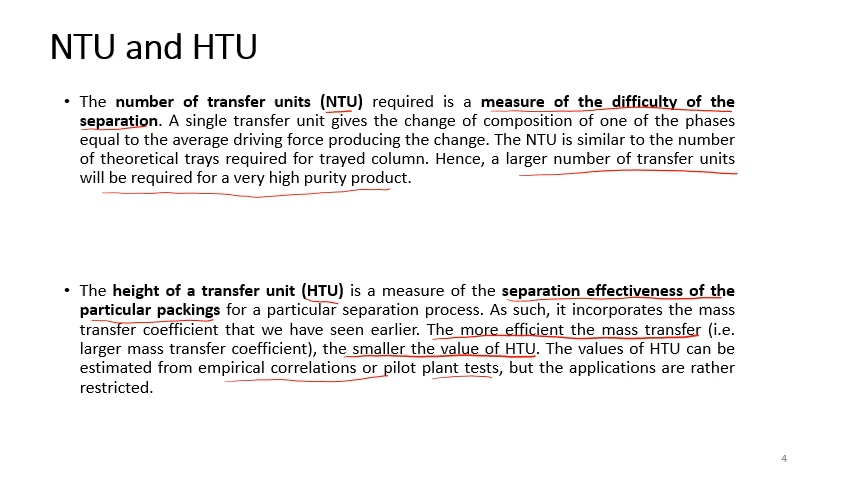 NTU and HTU
• The number of transfer units (NTU) required is a measure of the difficulty of the
separation. A single transfer unit gives the change of composition of one of the phases
equal to the average driving force producing the change. The NTU is similar to the number
of theoretical trays required for trayed column. Hence, a larger number of transfer units
will be required for a very high purity product.
• The height of a transfer unit (HTU) is a measure of the separation effectiveness of the
particular packings for a particular separation process. As such, it incorporates the mass
transfer coefficient that we have seen earlier. The more efficient the mass transfer (i.e.
larger mass transfer coefficient), the smaller the value of HTU. The values of HTU can be
estimated from empirical correlations or pilot plant tests, but the applications are rather
restricted.
4